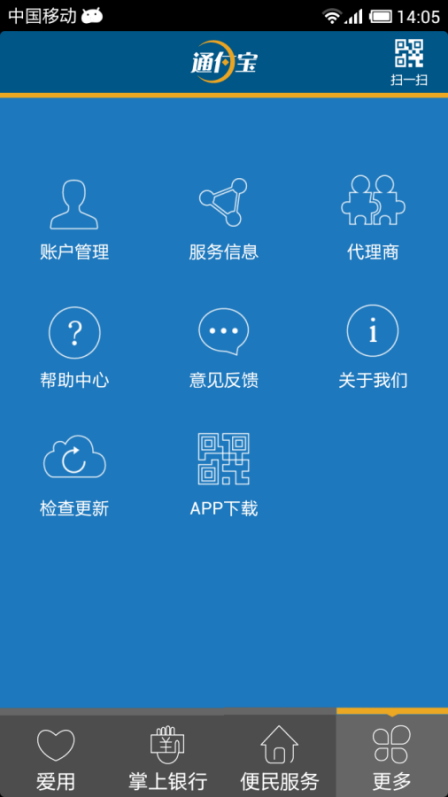 中国移动 14:05
通付宝
扫一扫
账户管理 服务信息 代理商
帮助中心 意见反馈 关于我们
检查更新 APP下载
爱用 掌上银行 便民服务 更多